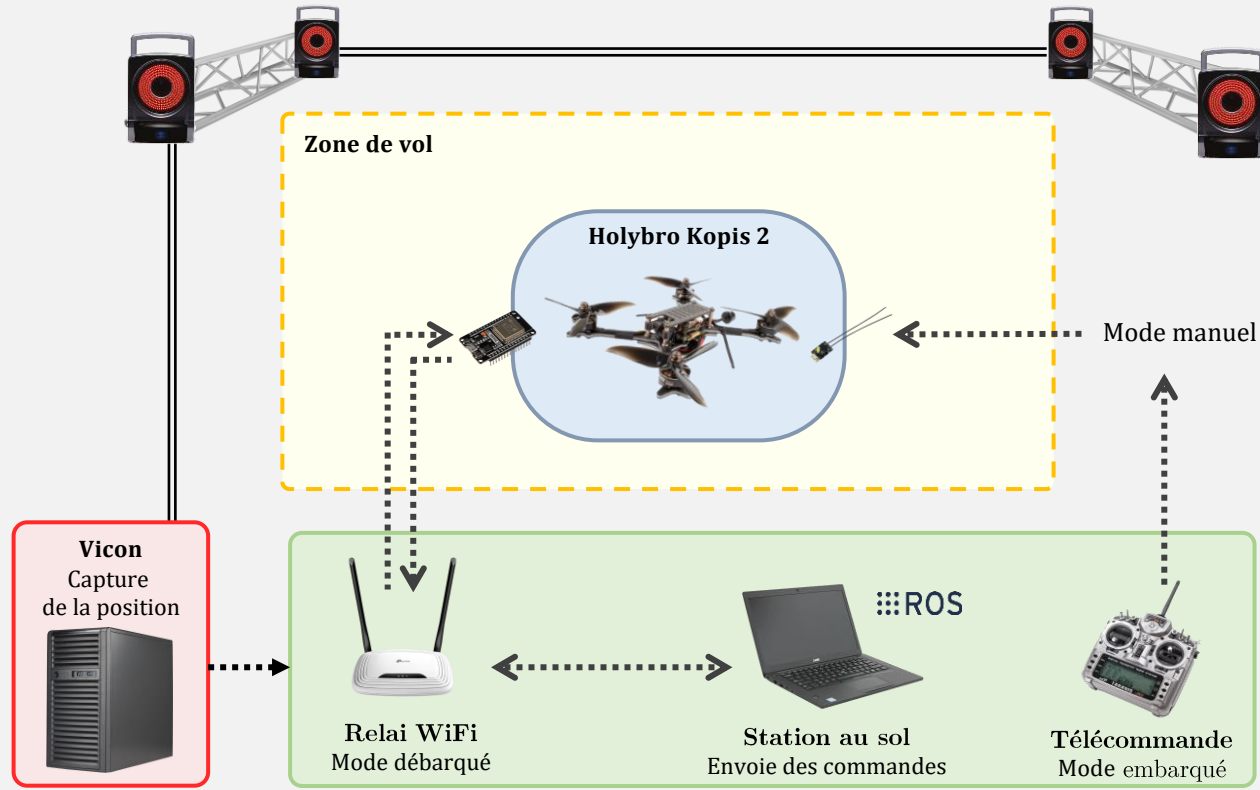 Zone de vol
Holybro Kopis 2
Mode manuel
Vicon
Capture
de la position
ROS
Relai WiFi
Mode débarqué
Station au sol
Envoie des commandes
Télécommande
Mode embarqué